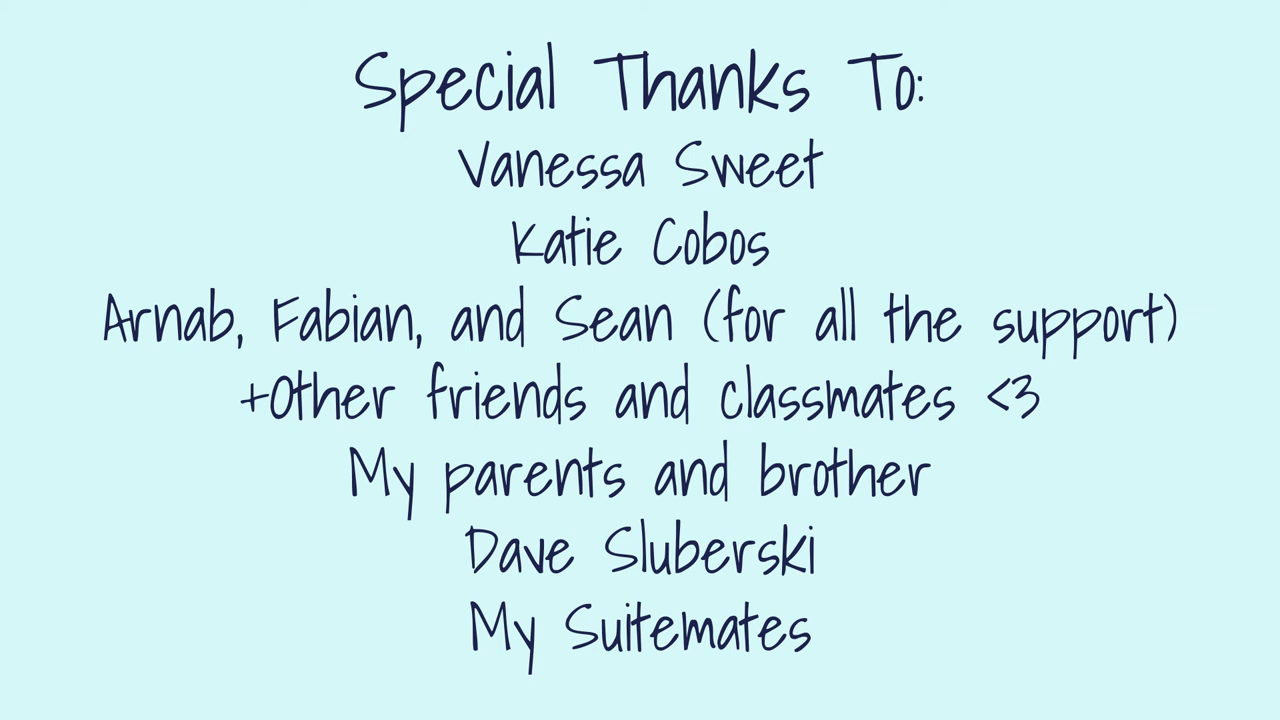 Special Thanks To:
Vanessa Sweet
Katie Cobos
Arnab, Fabian, and Sean (for all the support)
+Other friends and classmates <3
My parents and brother
Dave Sluberski
My Suitemates